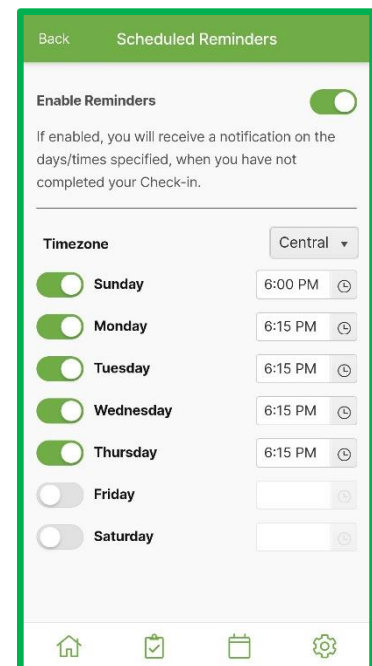 Back Scheduled Reminders
Enable Reminders
If enabled, you will receive a notification on the
days/times specified, when you have not
completed your Check-in.
Timezone Central
Sunday 6:00 PM
Monday 6:15 PM
Tuesday 6:15 PM
Wednesday 6:15 PM
Thursday 6:15 PM
Friday
Saturday